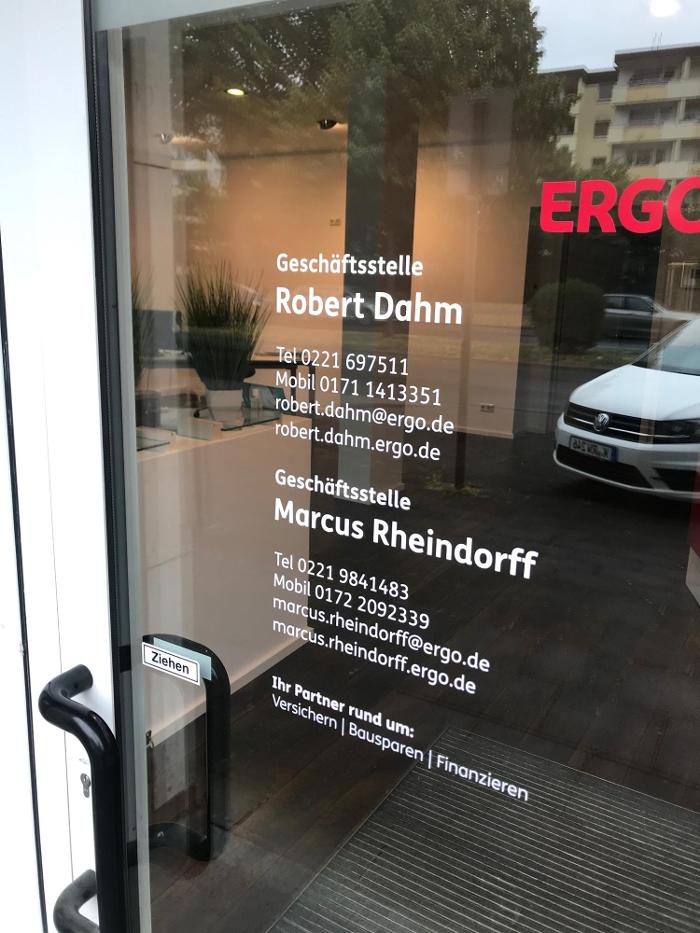 ERGO
Geschäftsstelle
Robert Dahm
Tel 0221 697511
Mobil 0171 1413351
robert.dahm@ergo.de
robert.dahm.ergo.de
Geschäftsstelle
Marcus Rheindorff
Tel 0221 9841483
Mobil 0172 2092339
marcus.rheindorff@ergo.de
marcus.rheindorff.ergo.de
Ziehen
Ihr Partner rund um:
Versichern | Bausparen | Finanzieren